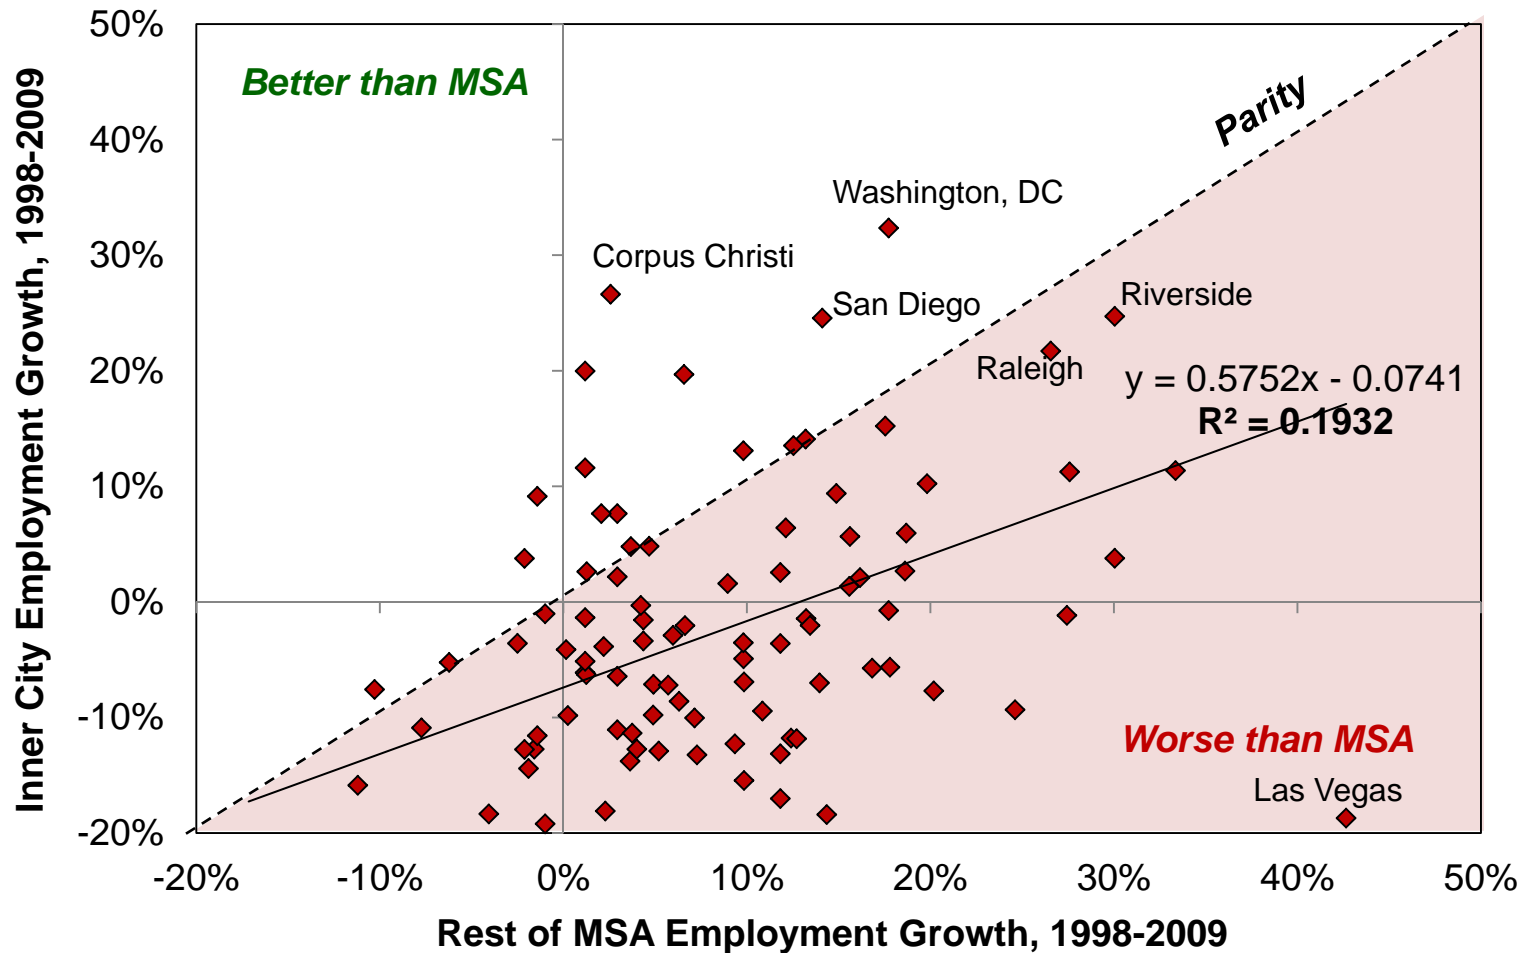 50%
Better than MSA
Parity
40%
Washington, DC
30%
Corpus Christi
San Diego
Riverside
20%
Raleigh
y = 0.5752x - 0.0741
R² = 0.1932
10%
0%
-10%
Worse than MSA
Las Vegas
-20%
-20%
-10%
0%
10%
20%
30%
40%
50%
Inner City Employment Growth, 1998-2009
Rest of MSA Employment Growth, 1998-2009